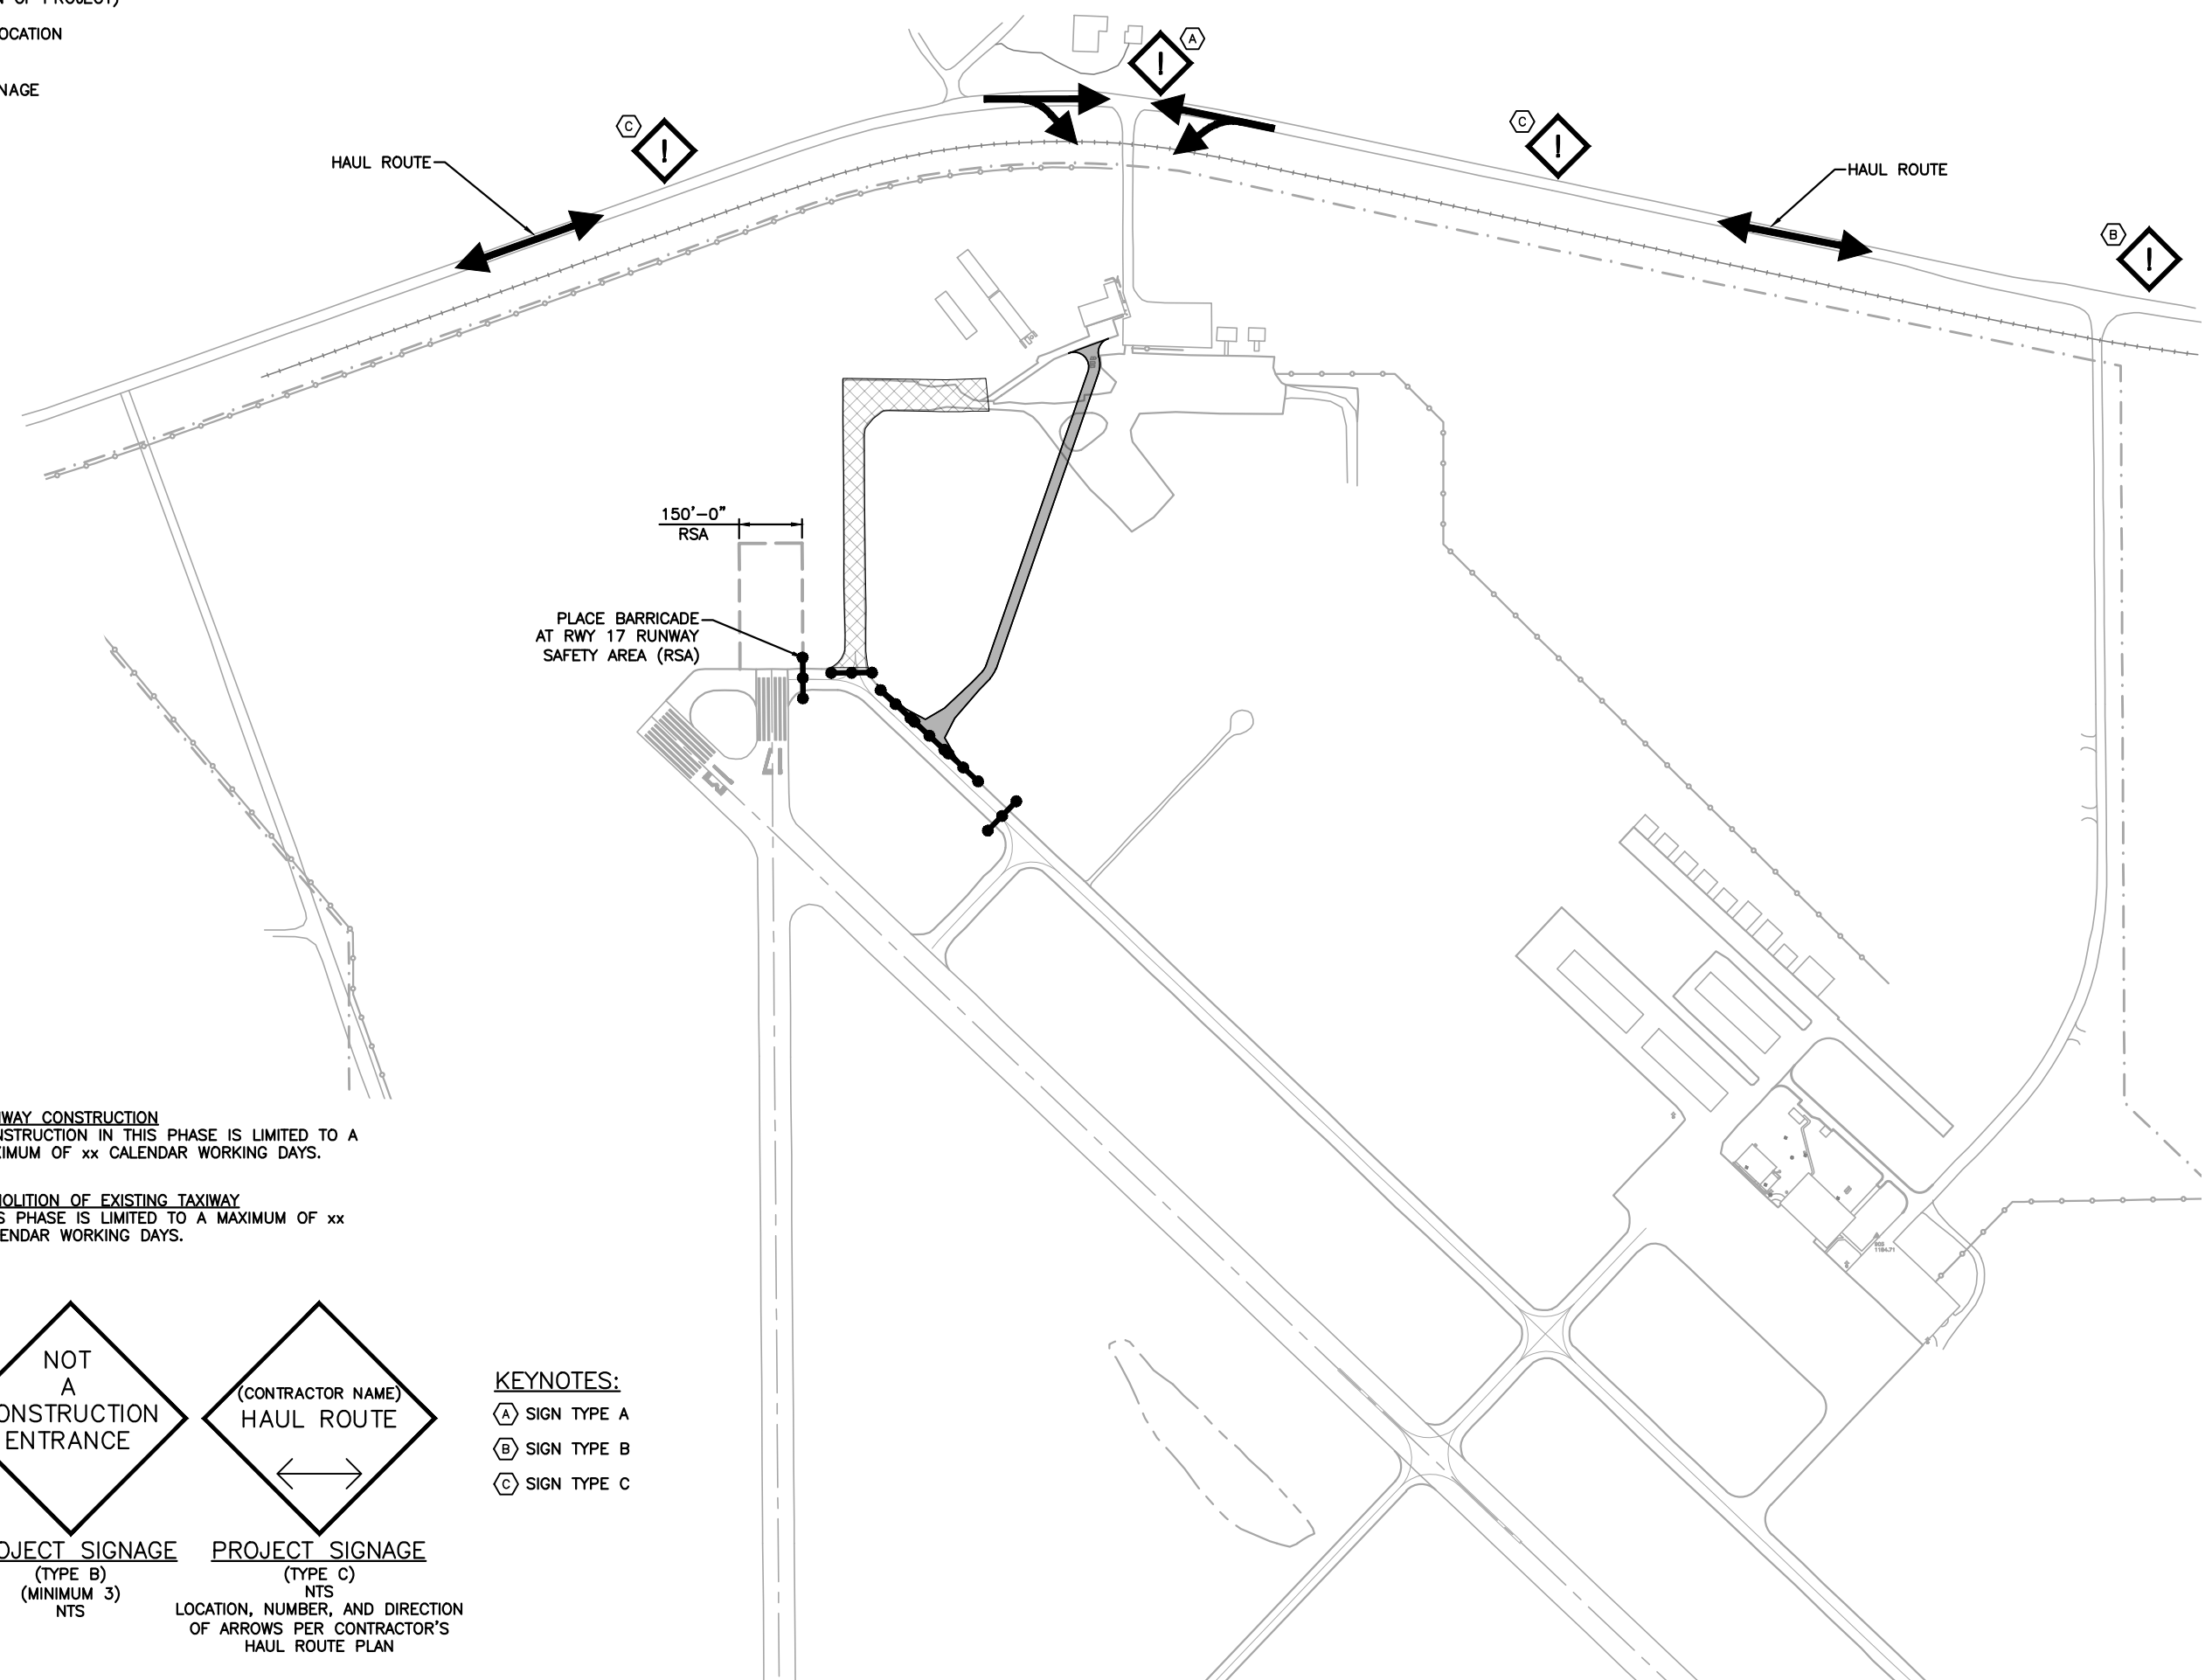 OF PROJECT)
OCATION
NAGE
A
C
C
HAUL ROUTE
HAUL ROUTE
B
150'-0"
RSA
PLACE BARRICADE
AT RWY 17 RUNWAY
SAFETY AREA (RSA)
17
13
IWAY CONSTRUCTION
NSTRUCTION IN THIS PHASE IS LIMITED TO A
XIMUM OF xx CALENDAR WORKING DAYS.
MOLITION OF EXISTING TAXIWAY
S PHASE IS LIMITED TO A MAXIMUM OF xx
ENDAR WORKING DAYS.
NOT
A
ONSTRUCTION
ENTRANCE
OJECT SIGNAGE
(TYPE B)
(MINIMUM 3)
NTS
(CONTRACTOR NAME)
HAUL ROUTE
PROJECT SIGNAGE
(TYPE C)
NTS
LOCATION, NUMBER, AND DIRECTION
OF ARROWS PER CONTRACTOR'S
HAUL ROUTE PLAN
KEYNOTES:
A SIGN TYPE A
B SIGN TYPE B
C SIGN TYPE C